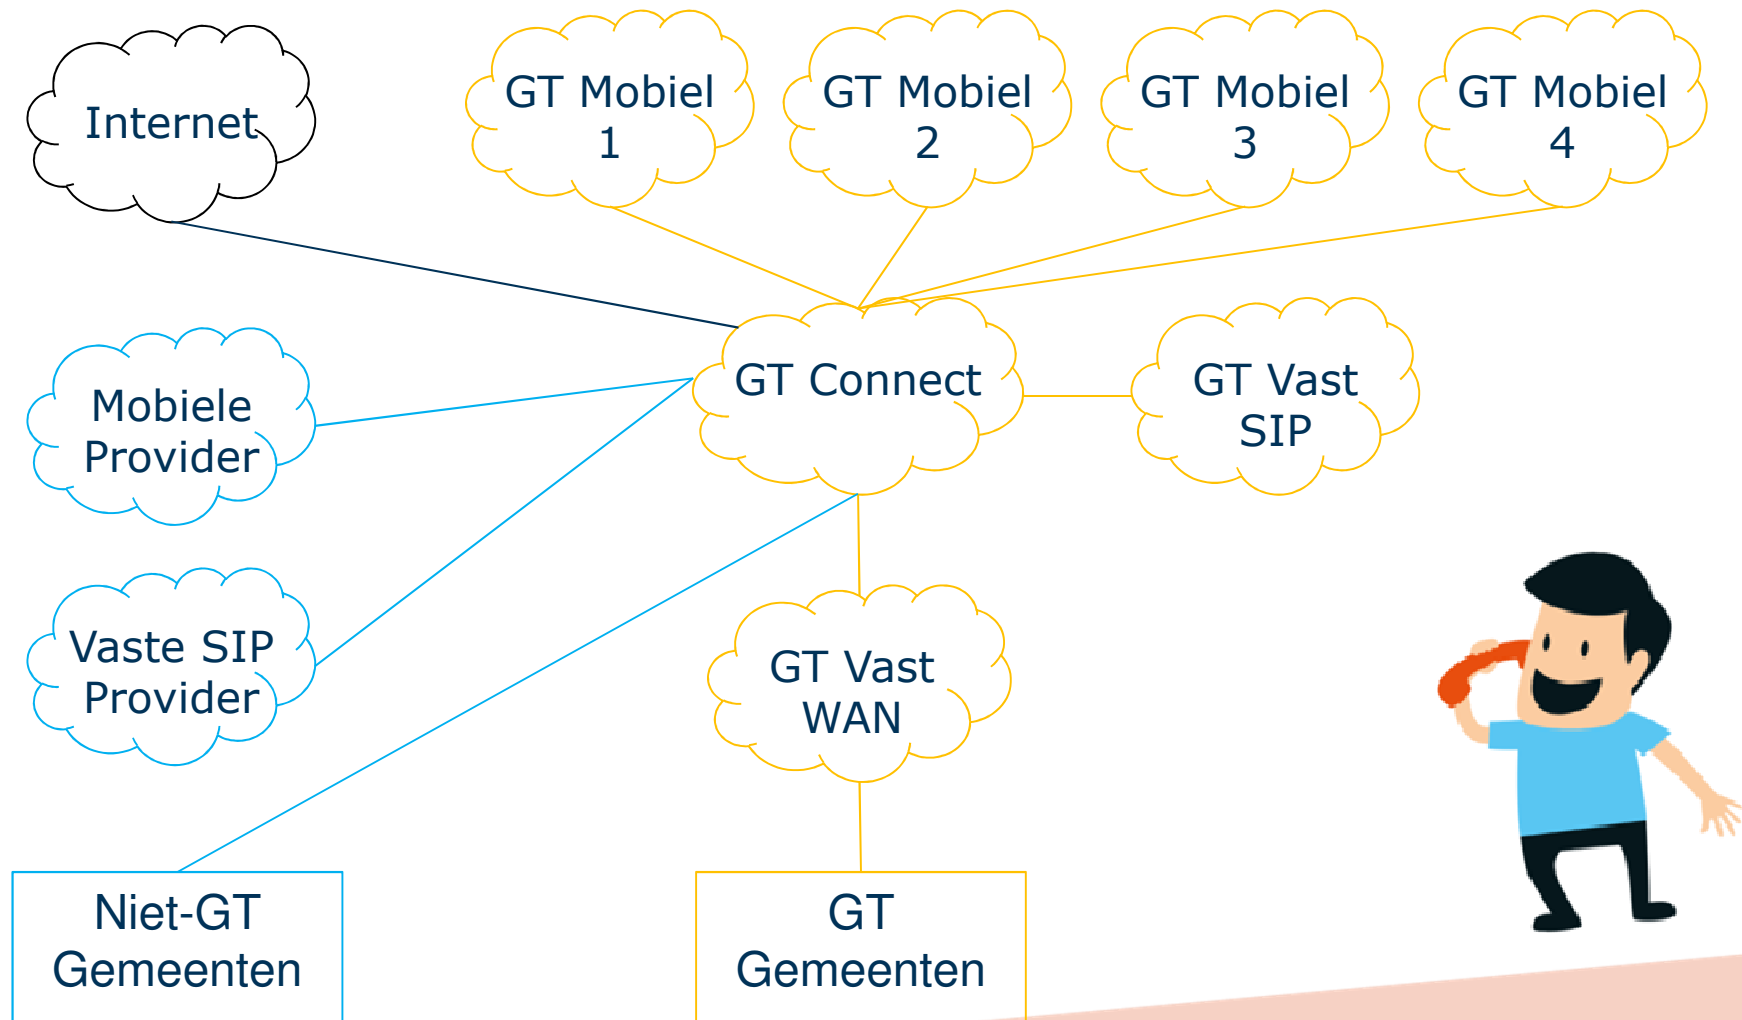 Internet
GT Mobiel
1
GT Mobiel
2
GT Mobiel
3
GT Mobiel
4
Mobiele
Provider
GT Connect
GT Vast
SIP
Vaste SIP
Provider
GT Vast
WAN
Niet-GT
Gemeenten
GT
Gemeenten